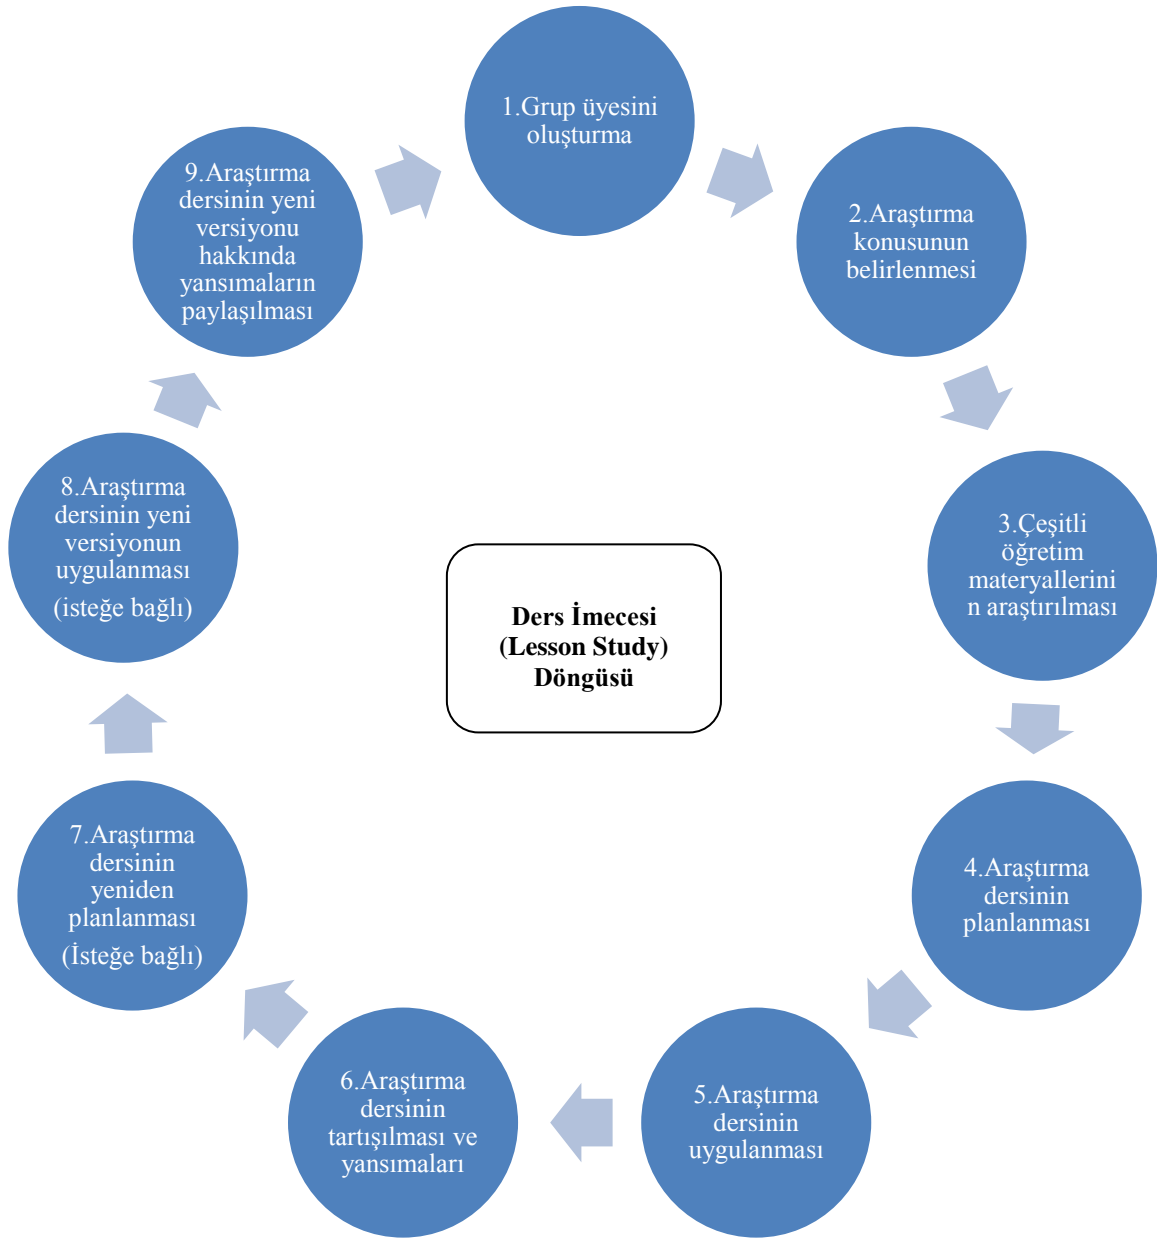 1.Grup üyesini
oluşturma
2.Araştırma
konusunun
belirlenmesi
3.Çeşitli
öğretim
materyallerini
n araştırılması
4.Araştırma
dersinin
planlanması
5.Araştırma
dersinin
uygulanması
6.Araştırma
dersinin
tartışılması ve
yansımaları
7.Araştırma
dersinin
yeniden
planlanması
(İsteğe bağlı)
8.Araştırma
dersinin yeni
versiyonun
uygulanması
(isteğe bağlı)
9.Araştırma
dersinin yeni
versiyonu
hakkında
yansımaların
paylaşılması
Ders İmecesi
(Lesson Study)
Döngüsü